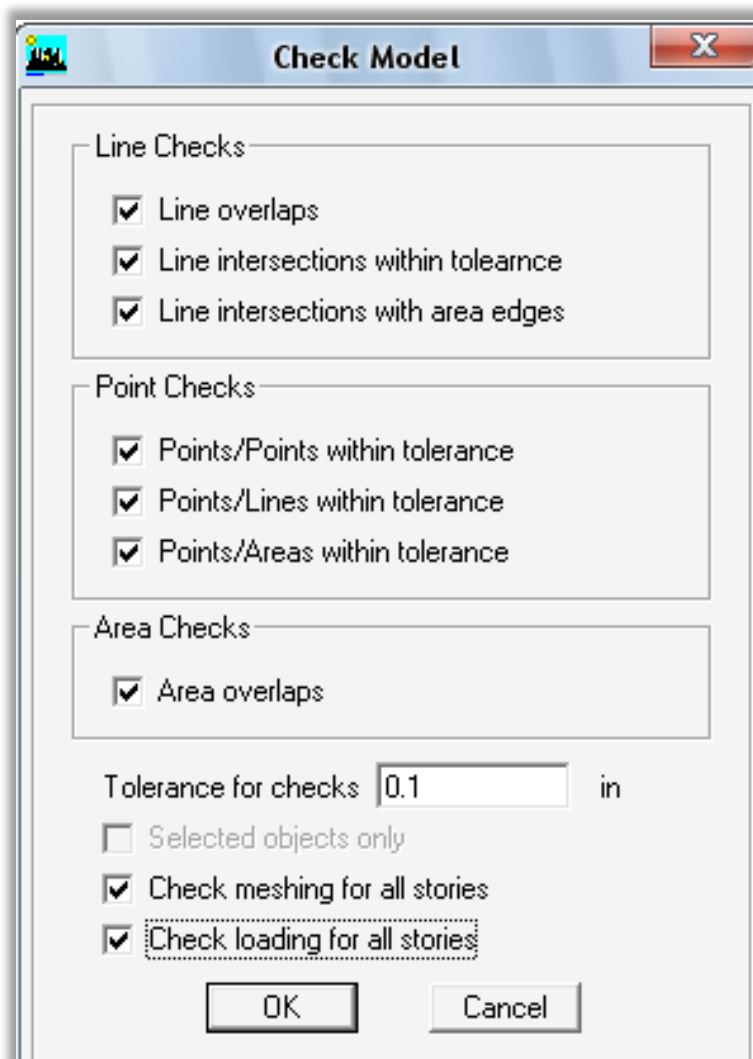 Check Model
Line Checks
Line overlaps
Line intersections within tolearnce
Line intersections with area edges
Point Checks
Points/Points within tolerance
Points/Lines within tolerance
Points/Areas within tolerance
Area Checks
Area overlaps
Tolerance for checks 0.1 in
Selected objects only
Check meshing for all stories
Check loading for all stories
OK Cancel